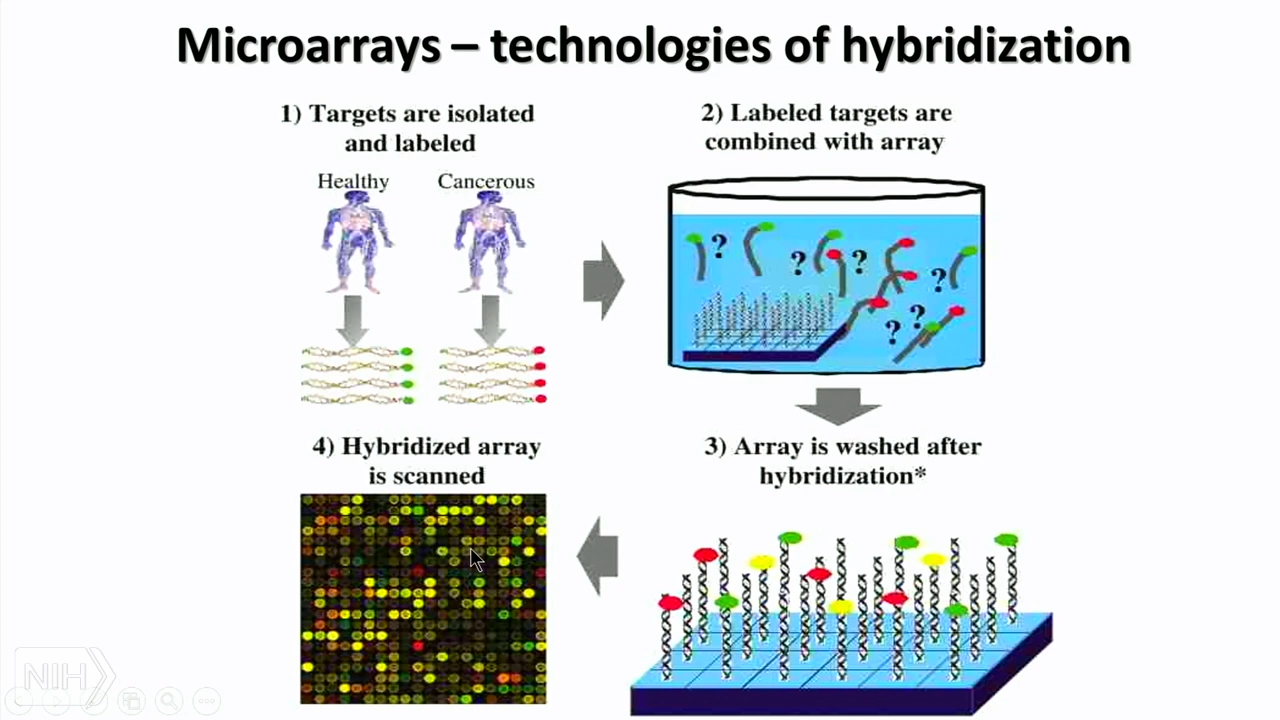 Microarrays – technologies of hybridization
1) Targets are isolated
and labeled
Healthy
Cancerous
2) Labeled targets are
combined with array
?
?
?
?
?
?
3) Array is washed after
hybridization*
4) Hybridized array
is scanned
NIH